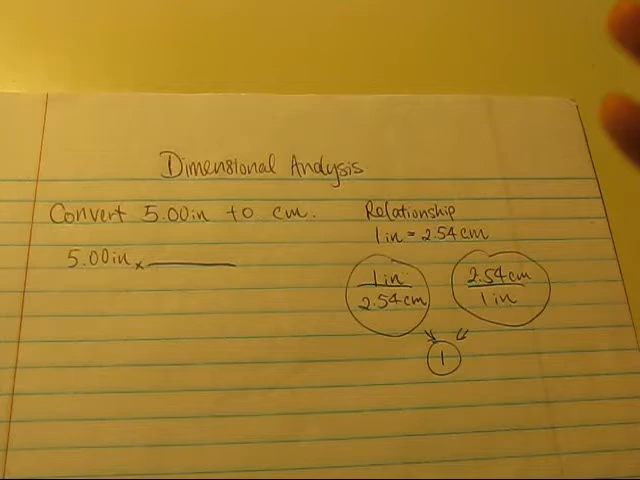 Dimensional Analysis
Convert 5.00in to cm.
5.00in x
Relationship
1in = 2.54cm
1in
2.54cm
2.54cm
1in
1